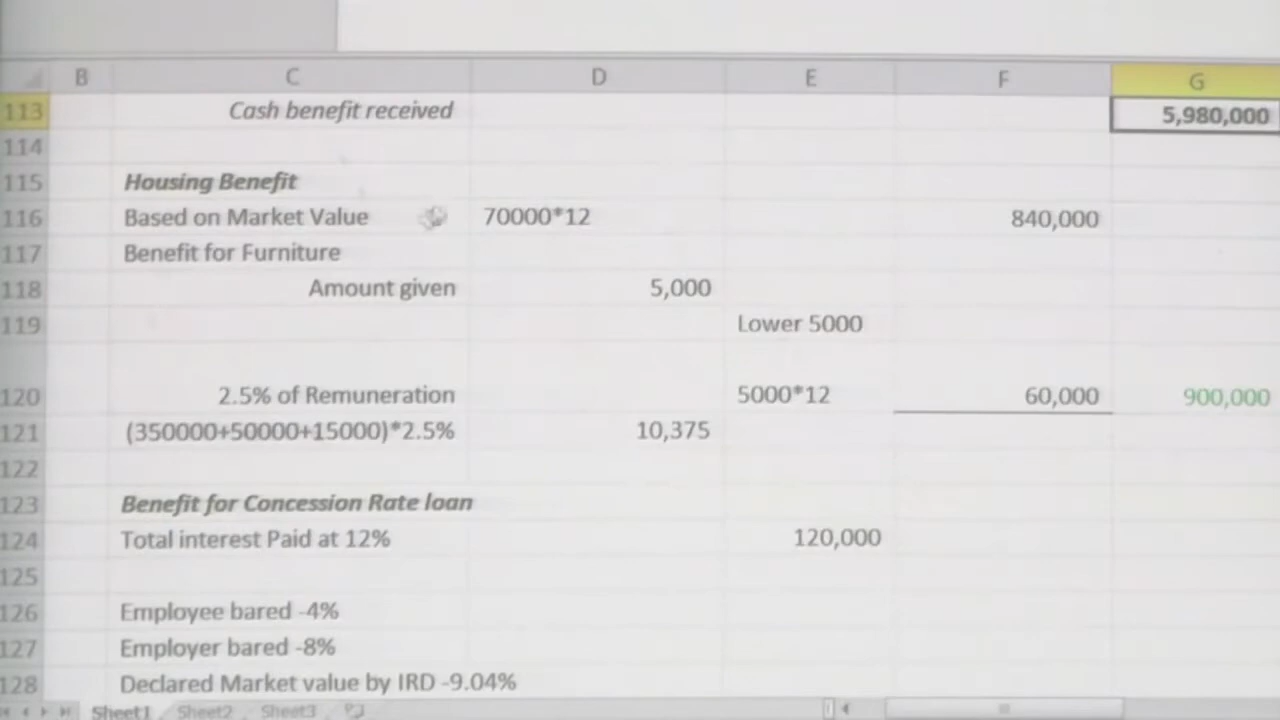 B C D E F G
113 Cash benefit received 5,980,000
114
115 Housing Benefit
116 Based on Market Value 70000*12 840,000
117 Benefit for Furniture
118 Amount given 5,000
119 Lower 5000
120 2.5% of Remuneration 5000*12 60,000 900,000
121 (350000+50000+15000)*2.5% 10,375
122
123 Benefit for Concession Rate loan
124 Total interest Paid at 12% 120,000
125
126 Employee bared -4%
127 Employer bared -8%
128 Declared Market value by IRD -9.04%
Sheet1 Sheet2 Sheet3